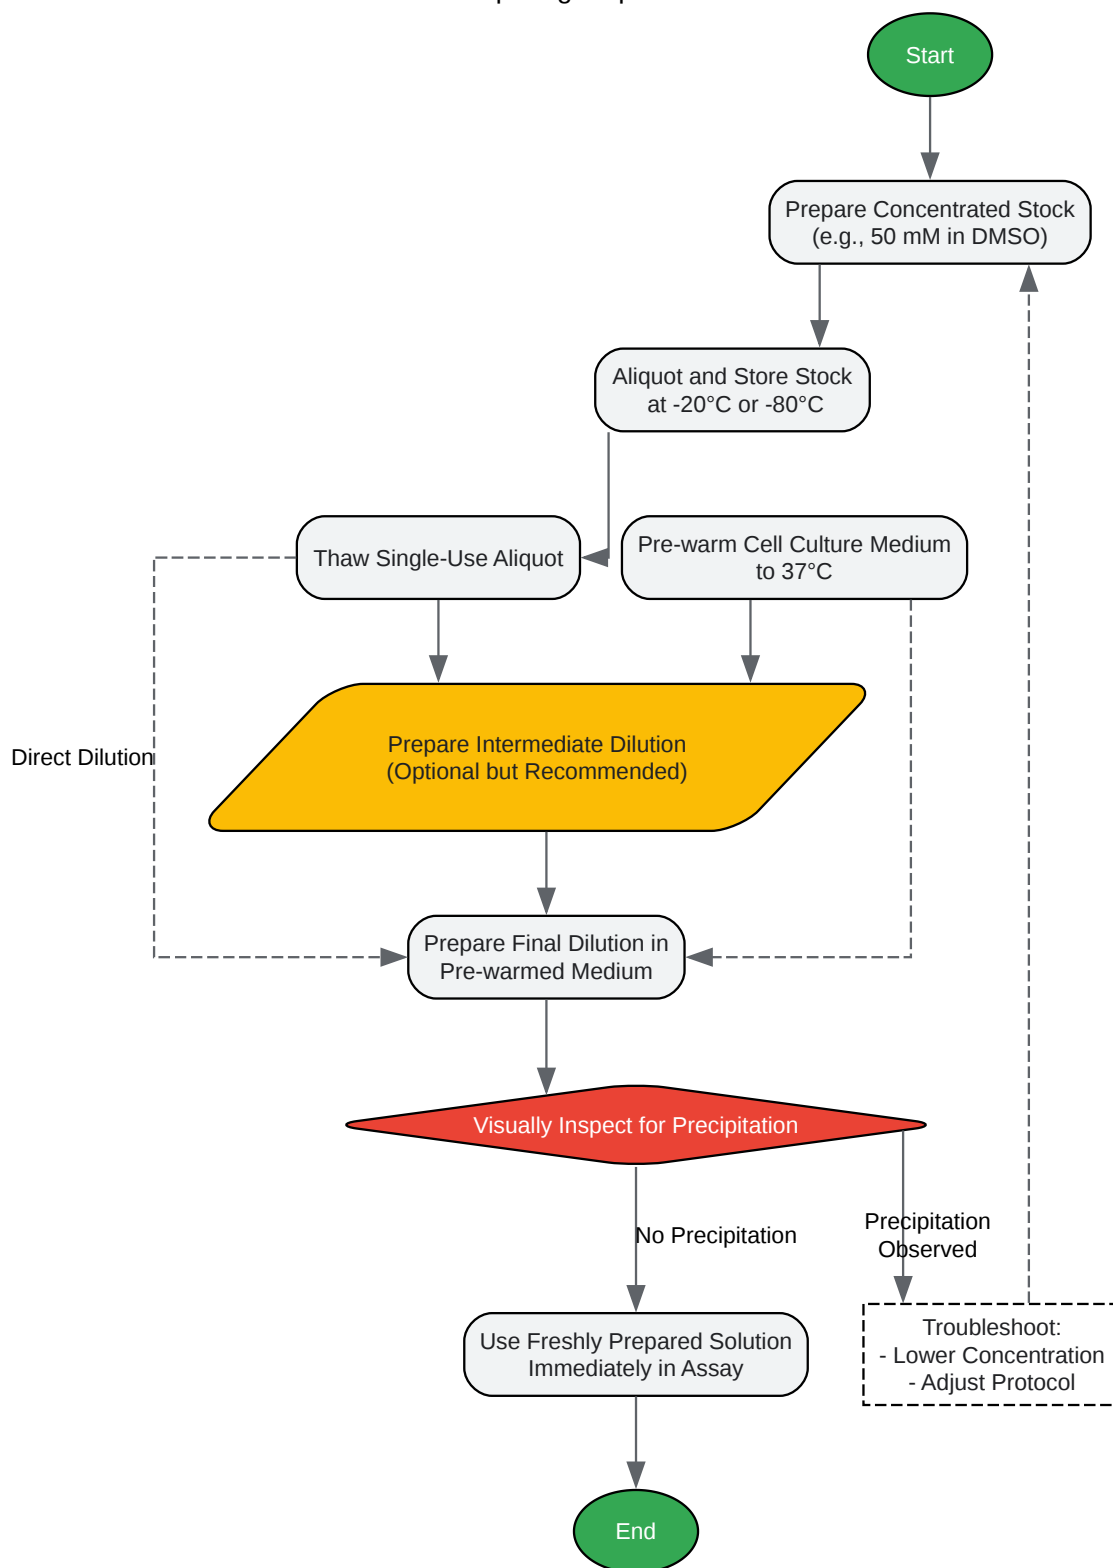 Start
Prepare Concentrated Stock
(e.g., 50 mM in DMSO)
Aliquot and Store Stock
at -20°C or -80°C
Thaw Single-Use Aliquot
Pre-warm Cell Culture Medium
to 37°C
Direct Dilution
Prepare Intermediate Dilution
(Optional but Recommended)
Prepare Final Dilution in
Pre-warmed Medium
Visually Inspect for Precipitation
No Precipitation
Precipitation
Observed
Use Freshly Prepared Solution
Immediately in Assay
Troubleshoot:
- Lower Concentration
- Adjust Protocol
End